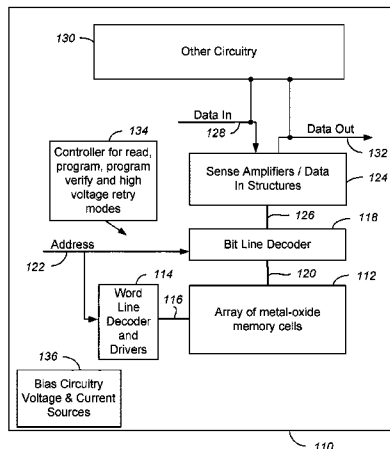 130
Other Circuitry
134
Data In
128
Data Out
132
Controller for read,
program, program
verify and high
voltage retry
modes
Sense Amplifiers / Data
In Structures
124
126
118
Address
122
Bit Line Decoder
114
120
112
Word
Line
Decoder
and
Drivers
116
Array of metal-oxide
memory cells
136
Bias Circuitry
Voltage & Current
Sources
110